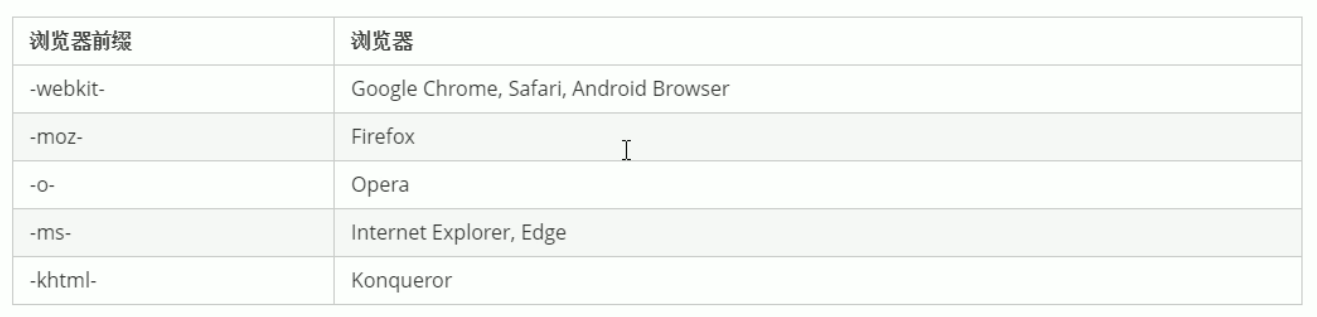 浏览器前缀 浏览器
-webkit- Google Chrome, Safari, Android Browser
-moz- Firefox
-o- Opera
-ms- Internet Explorer, Edge
-khtml- Konqueror